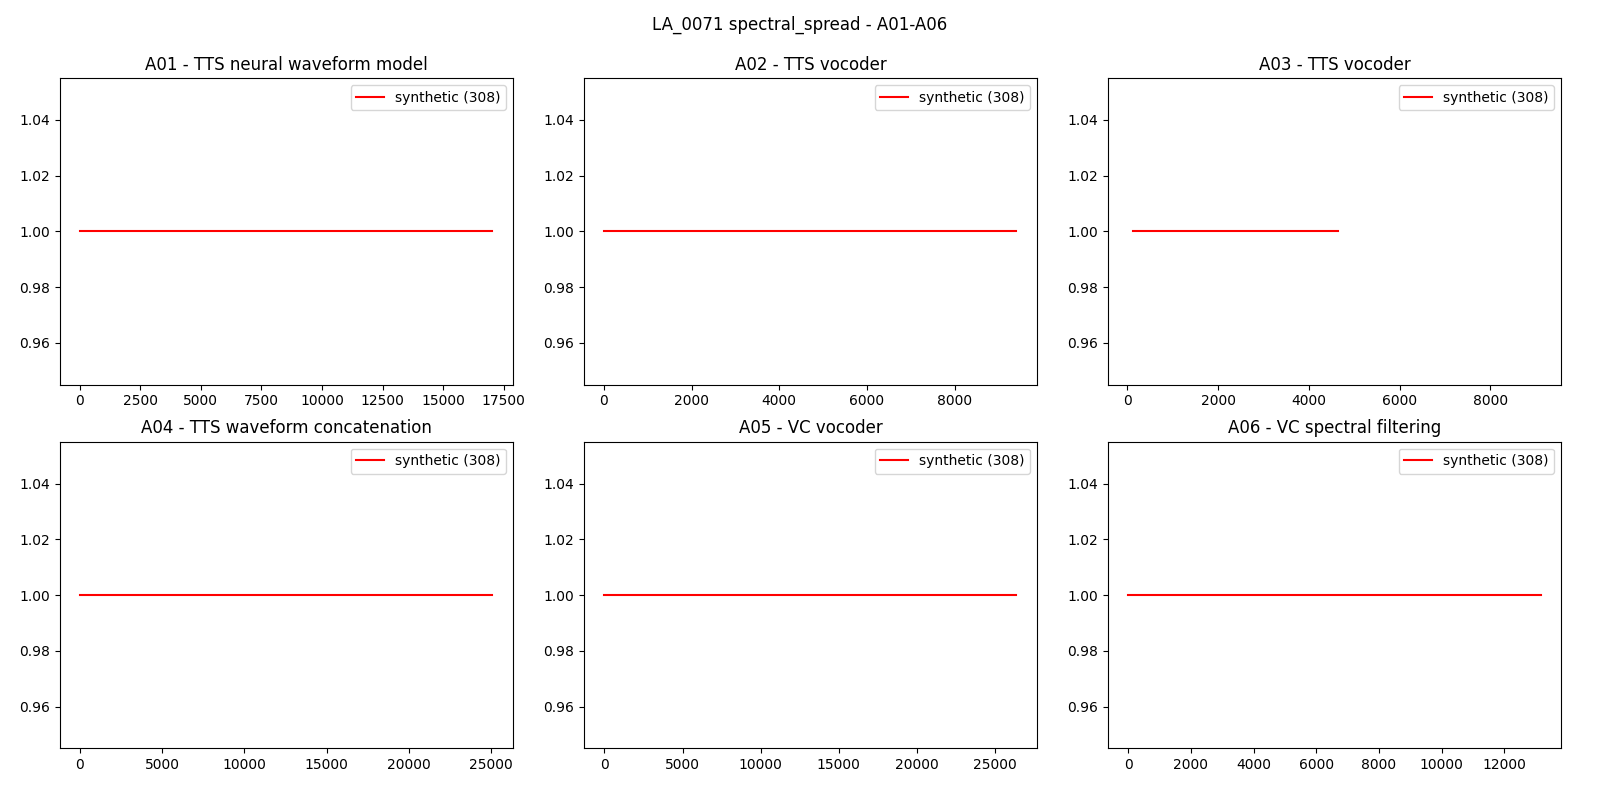 LA_0071 spectral_spread - A01-A06
A01 - TTS neural waveform model
A02 - TTS vocoder
A03 - TTS vocoder
synthetic (308)
synthetic (308)
synthetic (308)
1.04
1.02
1.00
0.98
0.96
1.04
1.02
1.00
0.98
0.96
1.04
1.02
1.00
0.98
0.96
0 2500 5000 7500 10000 12500 15000 17500
0 2000 4000 6000 8000
0 2000 4000 6000 8000
A04 - TTS waveform concatenation
A05 - VC vocoder
A06 - VC spectral filtering
synthetic (308)
synthetic (308)
synthetic (308)
1.04
1.02
1.00
0.98
0.96
1.04
1.02
1.00
0.98
0.96
1.04
1.02
1.00
0.98
0.96
0 5000 10000 15000 20000 25000
0 5000 10000 15000 20000 25000
0 2000 4000 6000 8000 10000 12000